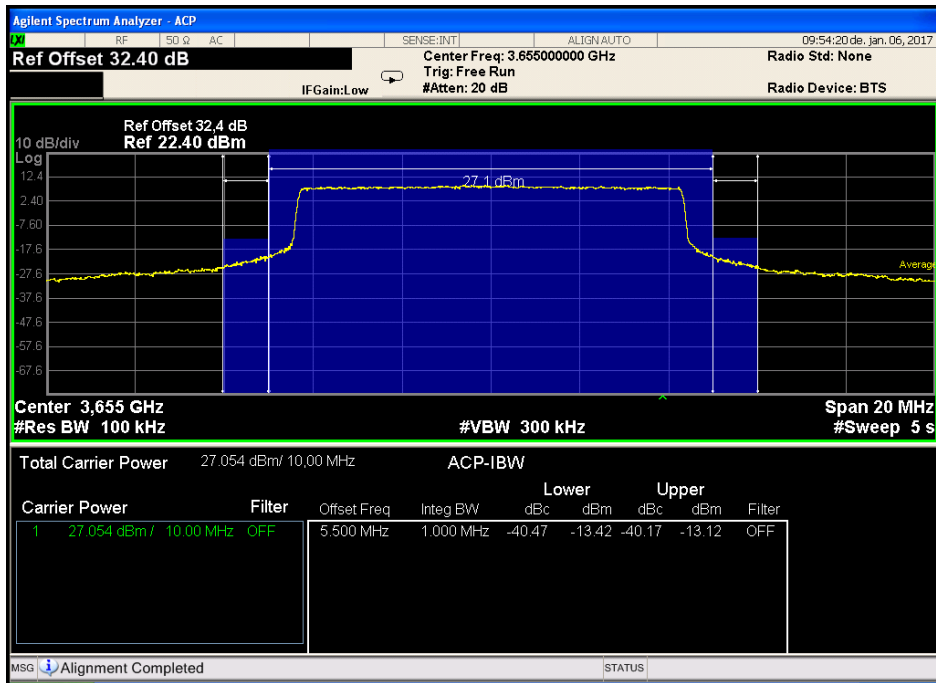 Agilent Spectrum Analyzer - ACP
LXI RF 50 Ω AC SENSE:INT ALIGN AUTO 09:54:20 de. jan. 06, 2017
Ref Offset 32.40 dB Center Freq: 3.655000000 GHz Radio Std: None
Trig: Free Run
IFGain:Low #Atten: 20 dB Radio Device: BTS
Ref Offset 32,4 dB
10 dB/div Ref 22.40 dBm
Log
12.4
27.1 dBm
2.40
-7.60
-17.6
Average
-27.6
-37.6
-47.6
-57.6
-67.6
Center 3,655 GHz Span 20 MHz
#Res BW 100 kHz #VBW 300 kHz #Sweep 5 s
Total Carrier Power 27.054 dBm/ 10,00 MHz ACP-IBW
Lower Upper
Carrier Power Filter Offset Freq Integ BW dBc dBm dBc dBm Filter
1 27.054 dBm / 10.00 MHz OFF 5.500 MHz 1.000 MHz -40.47 -13.42 -40.17 -13.12 OFF
MSG Alignment Completed STATUS